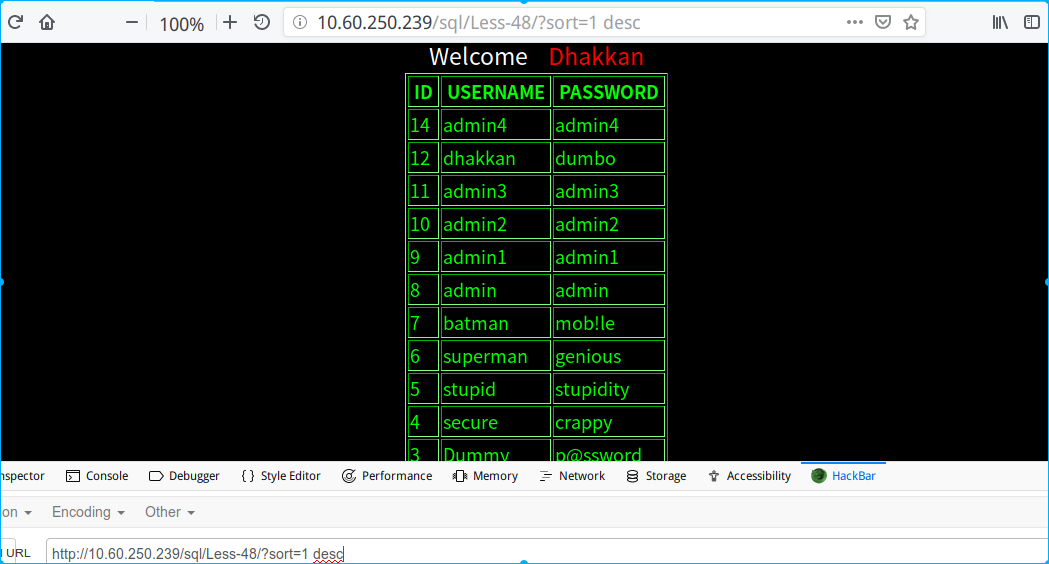 100% 10.60.250.239/sql/Less-48/?sort=1 desc
Welcome Dhakkan
ID USERNAME PASSWORD
14 admin4 admin4
12 dhakkan dumbo
11 admin3 admin3
10 admin2 admin2
9 admin1 admin1
8 admin admin
7 batman mob!le
6 superman genious
5 stupid stupidity
4 secure crappy
3 Dummy p@ssword
nspector Console Debugger Style Editor Performance Memory Network Storage Accessibility HackBar
on Encoding Other
URL http://10.60.250.239/sql/Less-48/?sort=1 desc